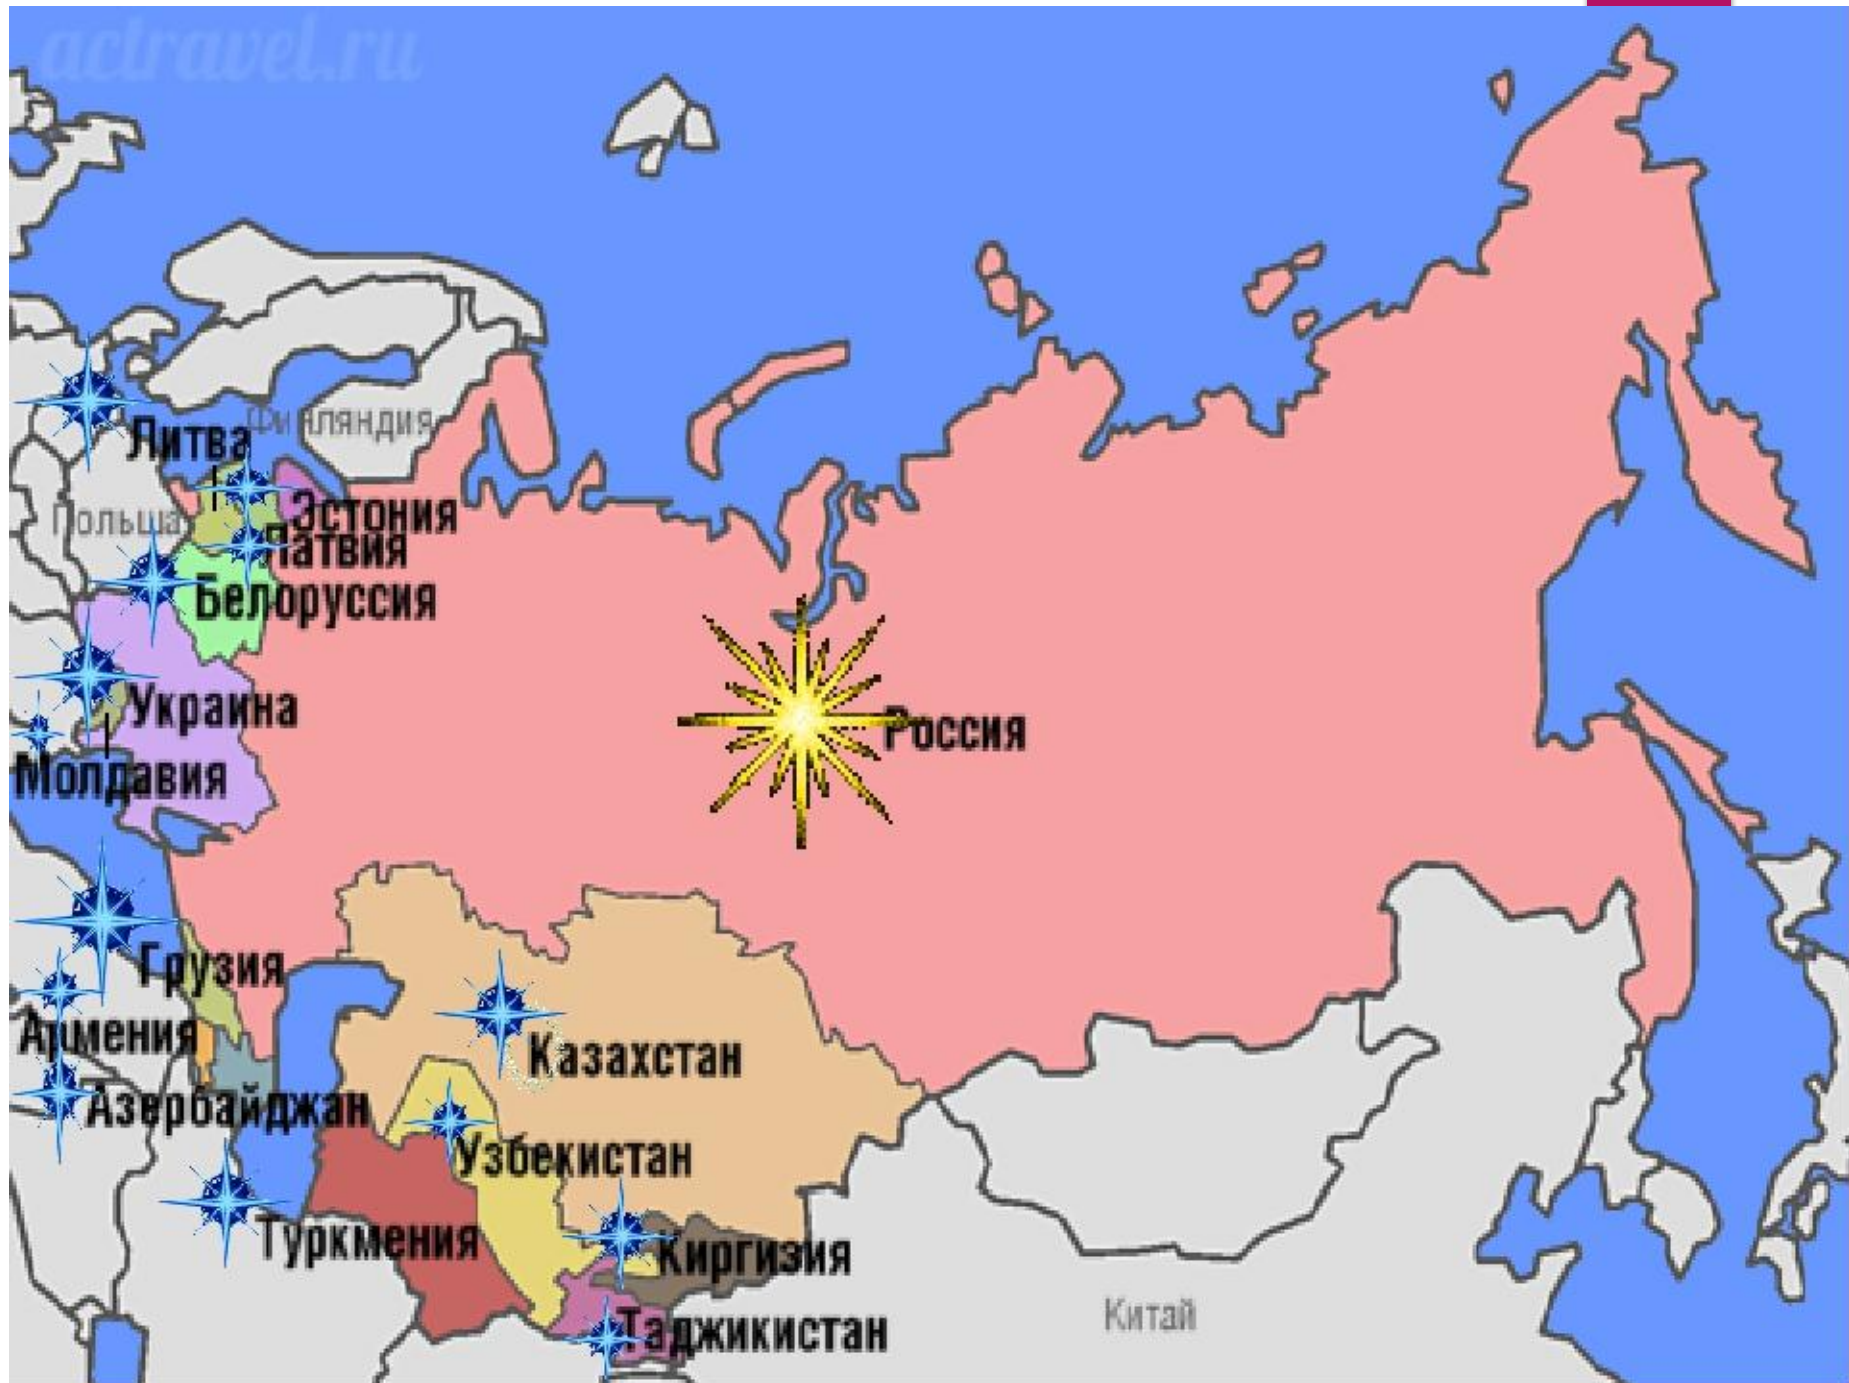 actravel.ru
Финляндия
Литва
Польша
Эстония
Латвия
Белоруссия
Украина
Россия
Молдавия
Грузия
Армения
Казахстан
Азербайджан
Узбекистан
Туркмения
Киргизия
Китай
Таджикистан